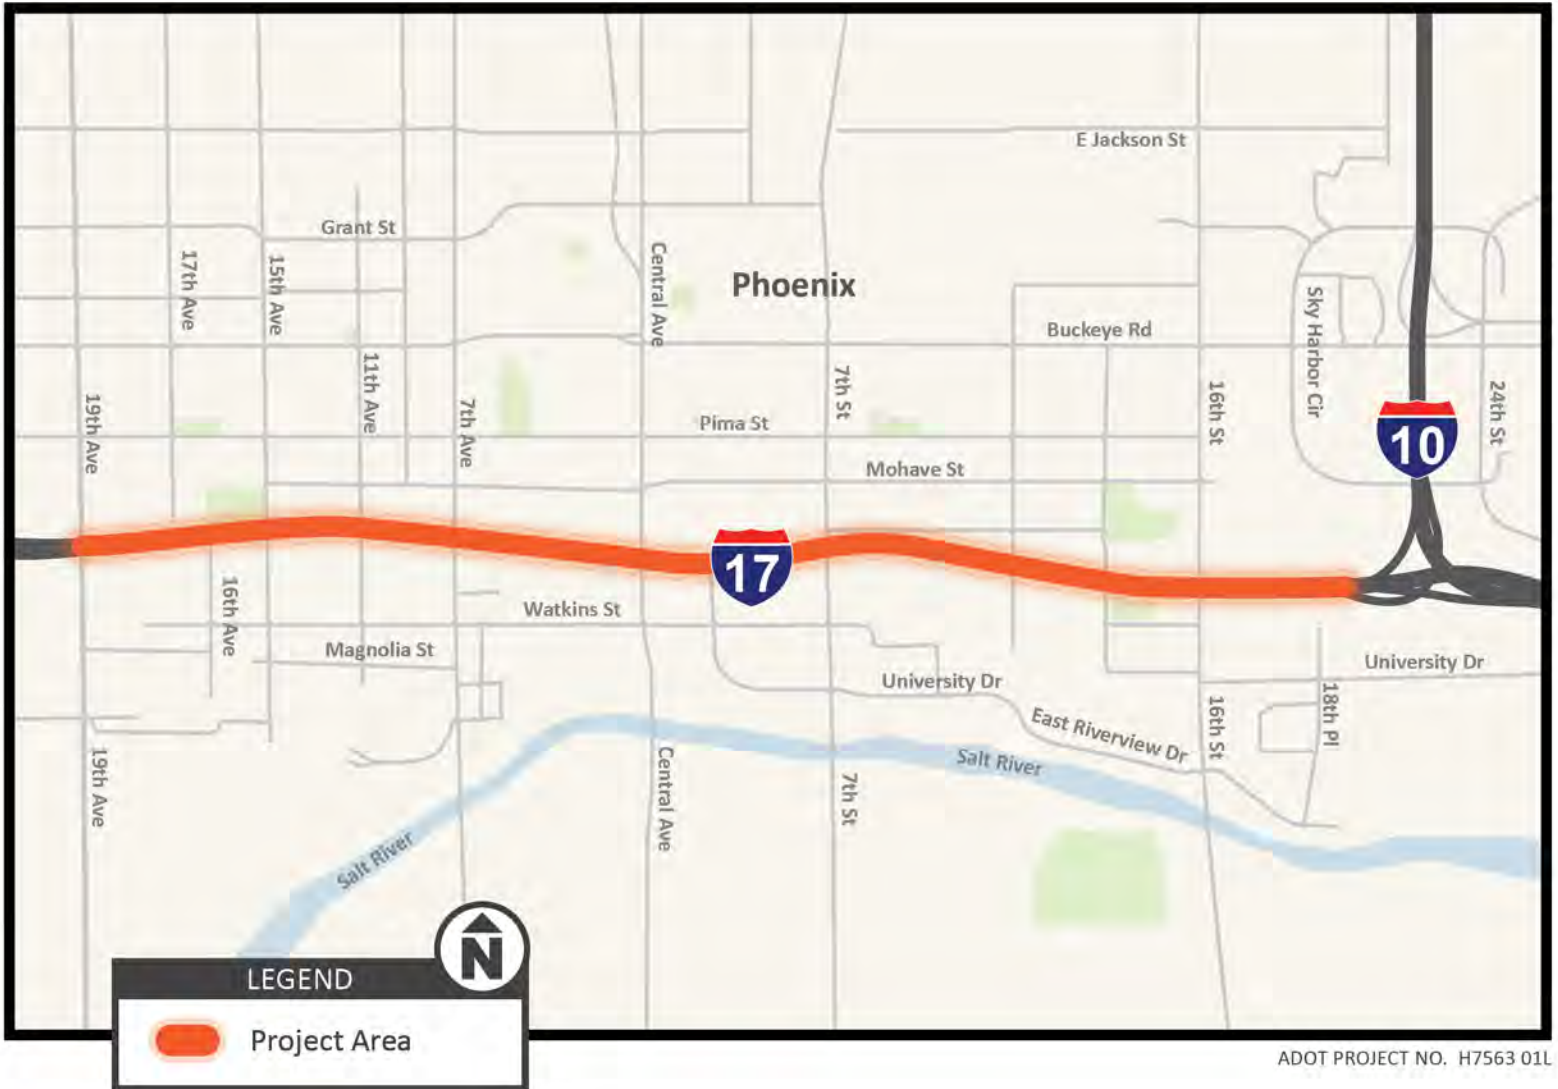 E Jackson St
Grant St
17th Ave
15th Ave
Central Ave
Phoenix
Sky Harbor Cir
Buckeye Rd
11th Ave
7th St
16th St
24th St
19th Ave
7th Ave
Pima St
10
Mohave St
17
16th Ave
Watkins St
Magnolia St
University Dr
University Dr
18th Pl
16th St
East Riverview Dr
Salt River
19th Ave
Central Ave
7th St
Salt River
N
LEGEND
Project Area
ADOT PROJECT NO. H7563 01L